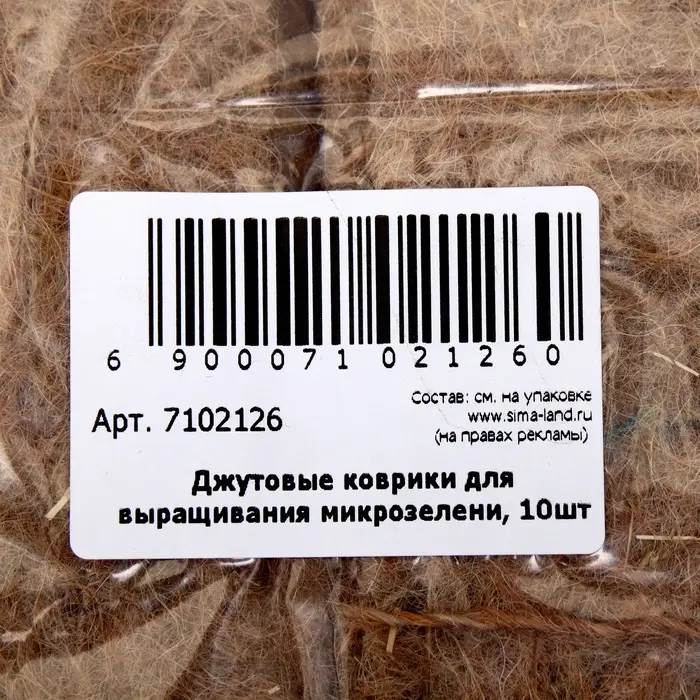 6 900071 021260
Арт. 7102126
Состав: см. на упаковке
www.sima-land.ru
(на правах рекламы)
Джутовые коврики для
выращивания микрозелени, 10шт